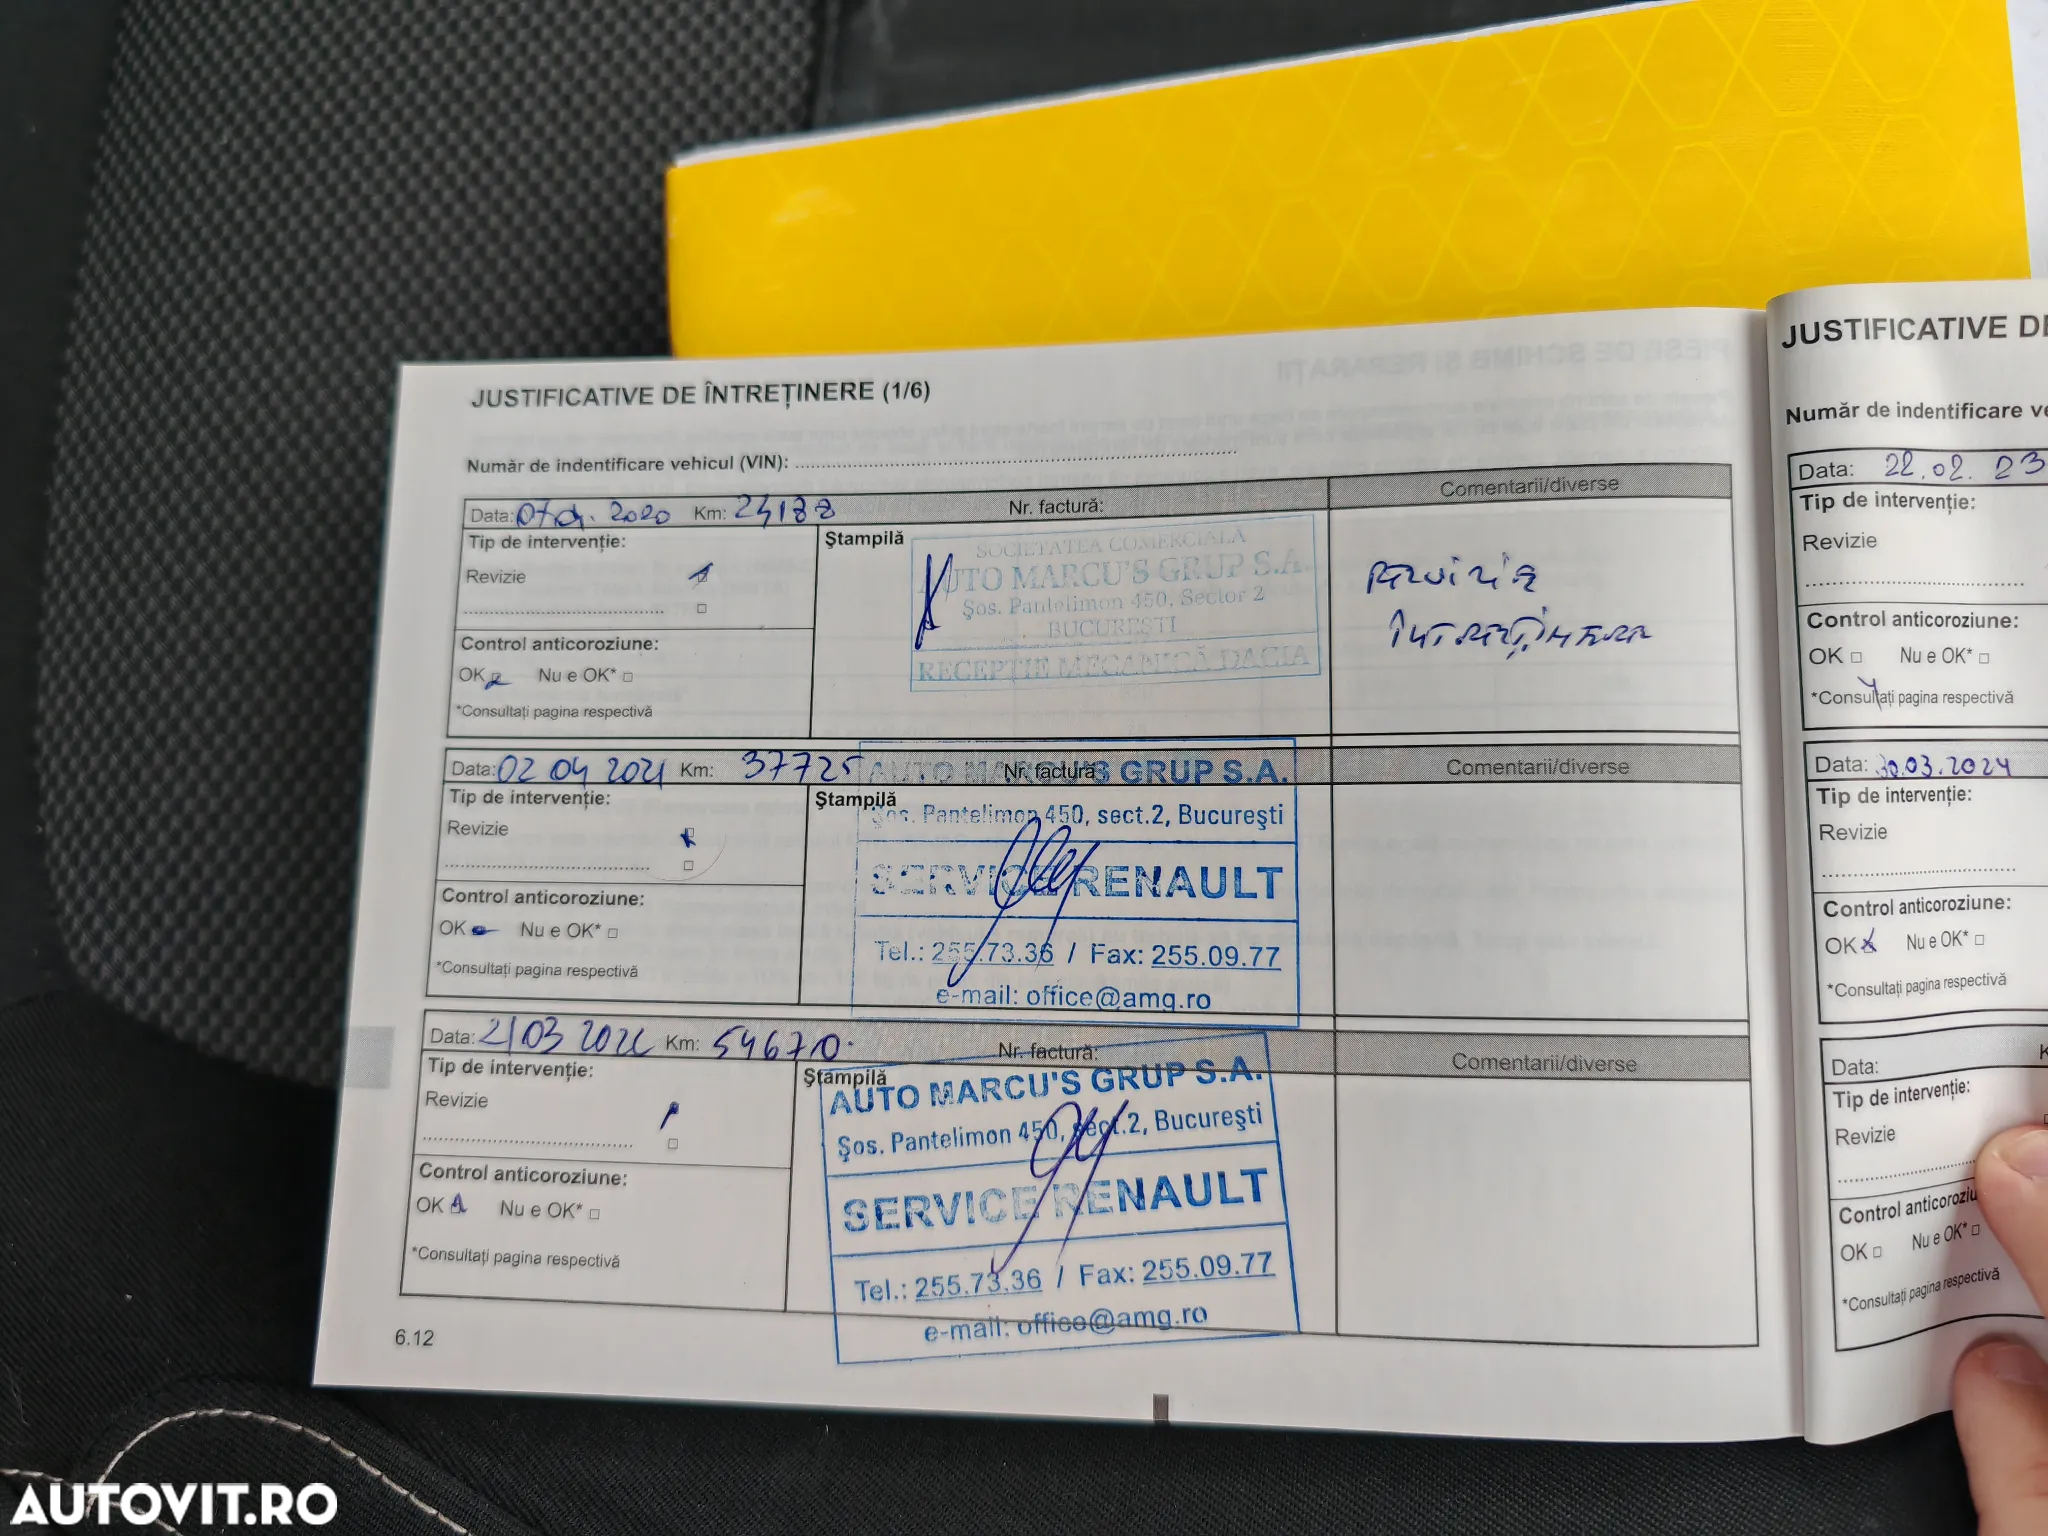 JUSTIFICATIVE DE ÎNTREȚINERE (1/6)
Număr de indentificare vehicul (VIN):
Data: 2020 Km: 24188 Nr. factură: Comentarii/diverse
Tip de intervenție:
Revizie
Control anticoroziune:
OK Nu e OK*
*Consultați pagina respectivă
Ștampilă
SOCIETATEA COMERCIALĂ
AUTO MARCU'S GRUP S.A.
Șos. Pantelimon 450, Sector 2
BUCUREȘTI
RECEPȚIE MECANICĂ DACIA
REVIZIE
ÎNTREȚINERE
Data: 02 04 2021 Km: 37725 Nr. factură Comentarii/diverse
Tip de intervenție:
Revizie
Control anticoroziune:
OK Nu e OK*
*Consultați pagina respectivă
Ștampilă
AUTO MARCU'S GRUP S.A.
Șos. Pantelimon 450, sect.2, București
SERVICE RENAULT
Tel.: 255.73.36 / Fax: 255.09.77
e-mail: office@amg.ro
Data: 21 03 Km: 54670 Nr. factură: Comentarii/diverse
Tip de intervenție:
Revizie
Control anticoroziune:
OK Nu e OK*
*Consultați pagina respectivă
Ștampilă
AUTO MARCU'S GRUP S.A.
Șos. Pantelimon 450, sect.2, București
SERVICE RENAULT
Tel.: 255.73.36 / Fax: 255.09.77
e-mail: office@amg.ro
6.12
JUSTIFICATIVE DE
Număr de indentificare ve
Data: 22.02.23
Tip de intervenție:
Revizie
Control anticoroziune:
OK Nu e OK*
*Consultați pagina respectivă
Data: 30.03.2024
Tip de intervenție:
Revizie
Control anticoroziune:
OK Nu e OK*
*Consultați pagina respectivă
Data: K
Tip de intervenție:
Revizie
Control anticoroziu
OK Nu e OK*
*Consultați pagina respectivă
AUTOVIT.RO